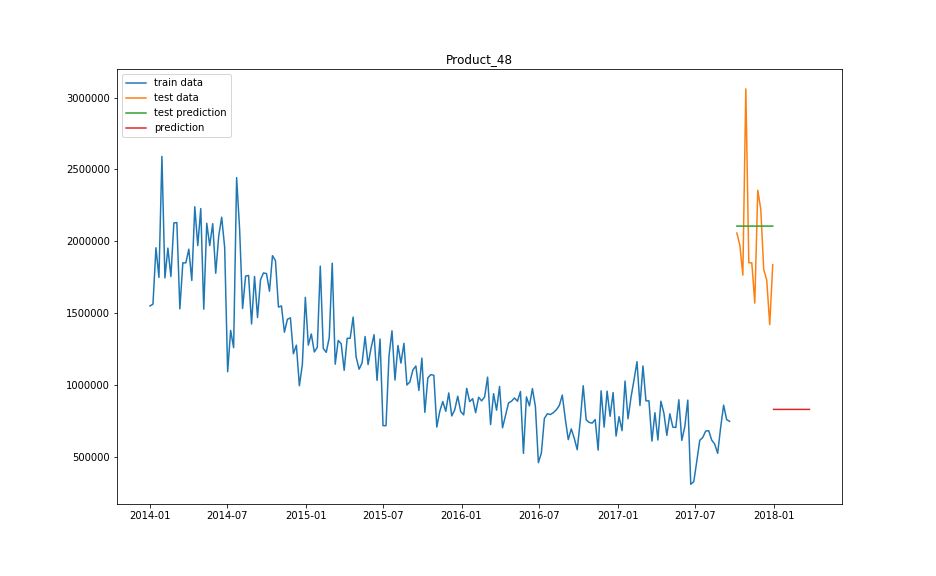 Product_48
train data
test data
test prediction
prediction
3000000
2500000
2000000
1500000
1000000
500000
2014-01 2014-07 2015-01 2015-07 2016-01 2016-07 2017-01 2017-07 2018-01